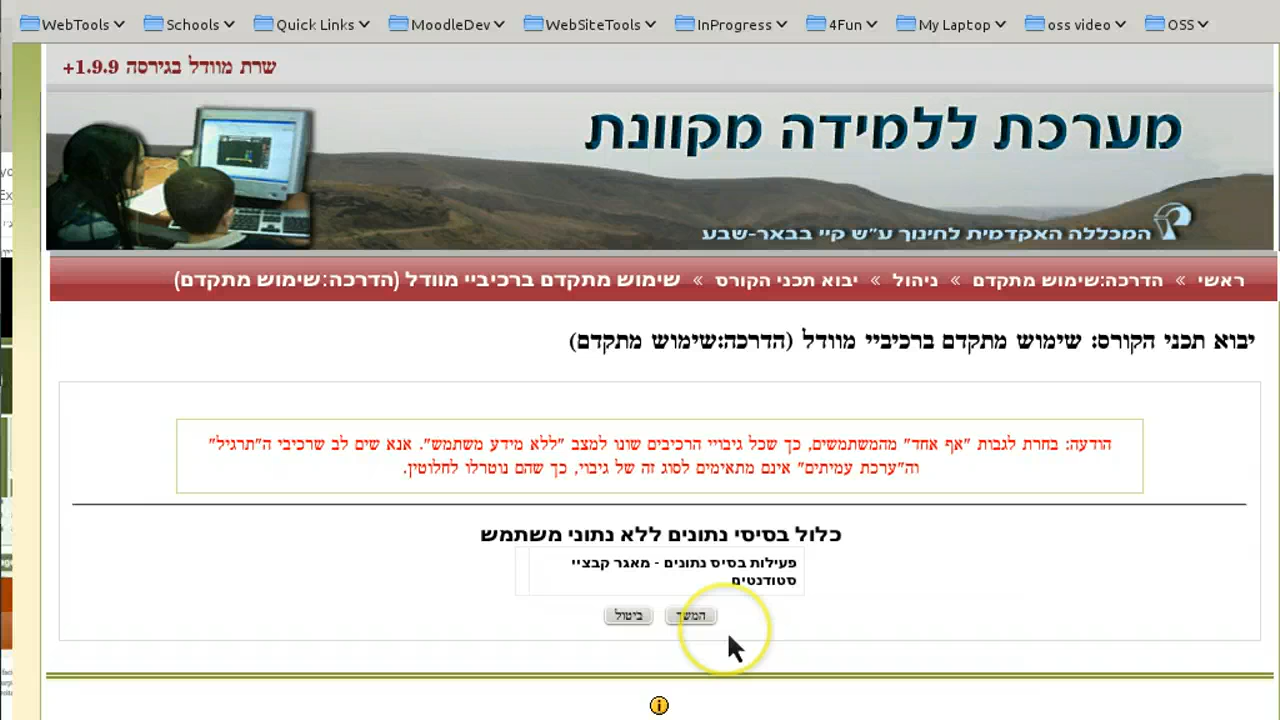 WebTools Schools Quick Links MoodleDev WebSiteTools InProgress 4Fun My Laptop oss video OSS
שרת מוודל בגירסה 1.9.9+
מערכת ללמידה מקוונת
המכללה האקדמית לחינוך ע״ש קיי בבאר-שבע
ראשי » הדרכה:שימוש מתקדם » ניהול » יבוא תכני הקורס » שימוש מתקדם ברכיביי מוודל (הדרכה:שימוש מתקדם)
יבוא תכני הקורס: שימוש מתקדם ברכיביי מוודל (הדרכה:שימוש מתקדם)
הודעה: בחרת לגבות "אף אחד" מהמשתמשים, כך שכל גיבויי הרכיבים שונו למצב "ללא מידע משתמש". אנא שים לב שרכיבי ה"תרגיל"
וה"ערכת עמיתים" אינם מתאימים לסוג זה של גיבוי, כך שהם נוטרלו לחלוטין.
כלול בסיסי נתונים ללא נתוני משתמש
פעילות בסיס נתונים - מאגר קבציי
סטודנטים
המשך ביטול